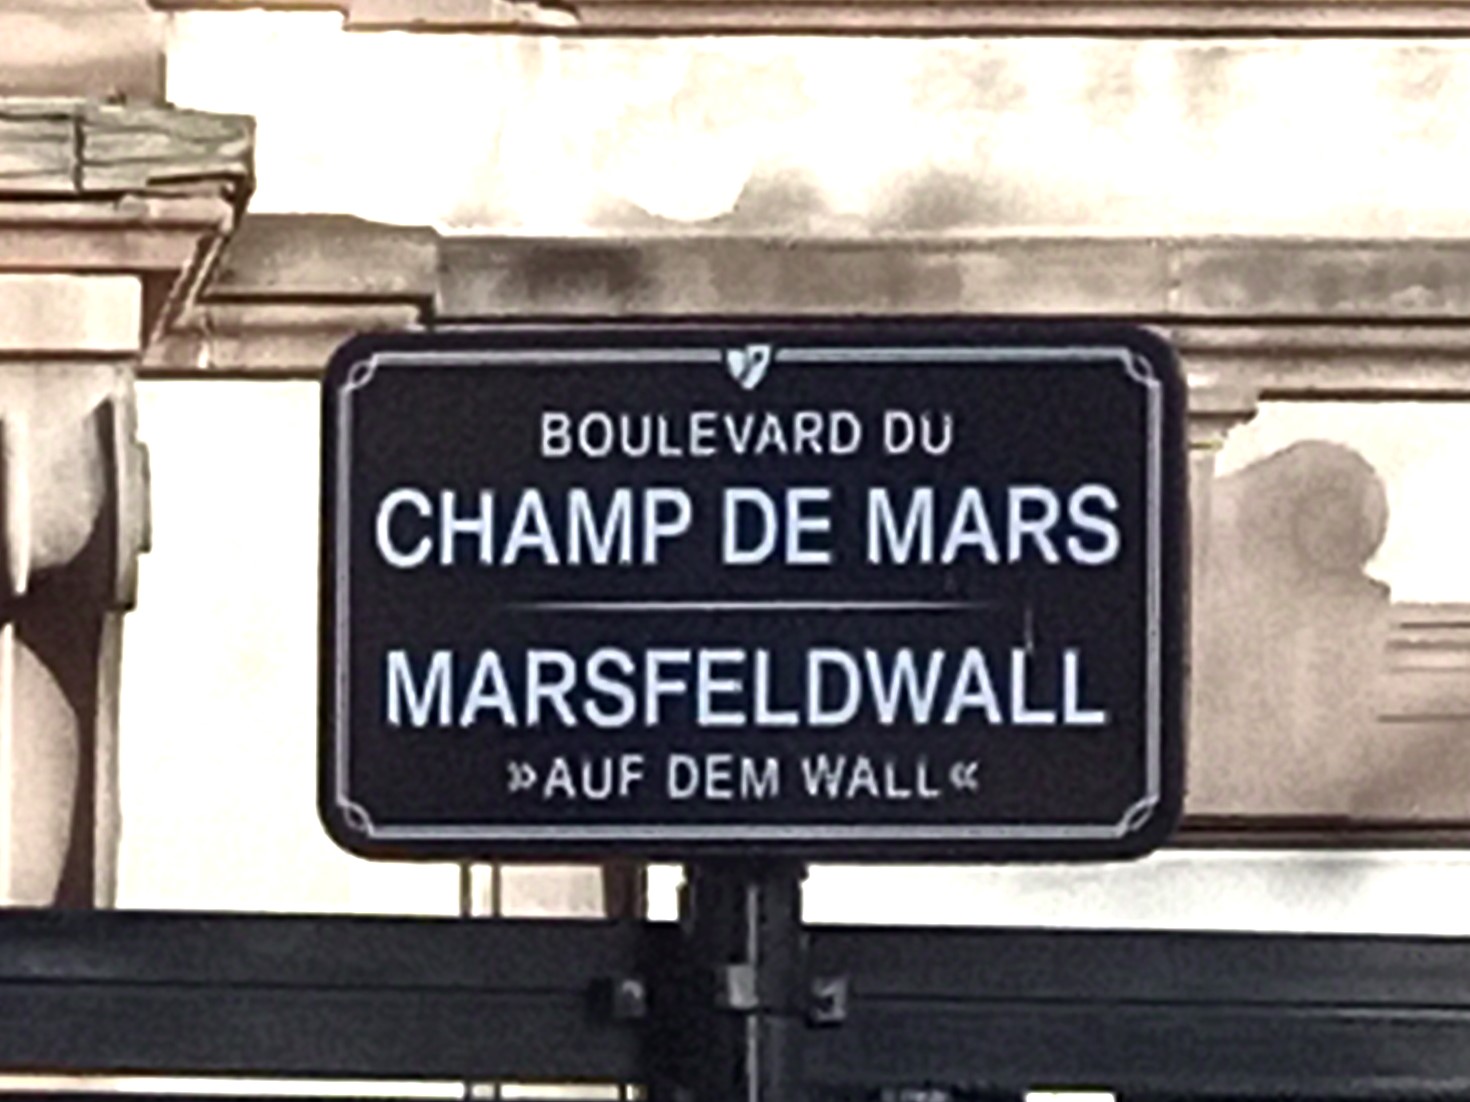 BOULEVARD DU
CHAMP DE MARS
MARSFELDWALL
»AUF DEM WALL«